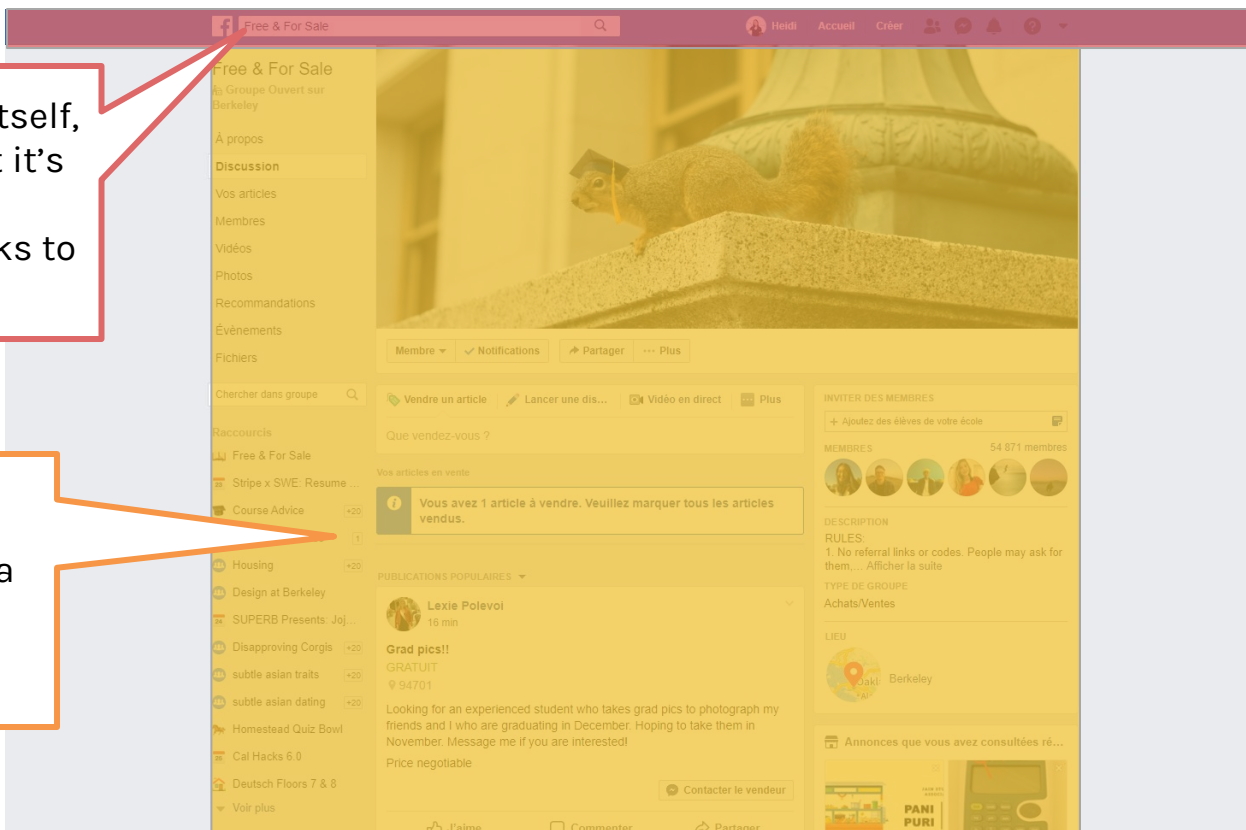 Free & For Sale
Heidi Accueil Créer
tself,
it's
ks to
a
Free & For Sale
Groupe Ouvert sur
Berkeley
À propos
Discussion
Vos articles
Membres
Vidéos
Photos
Recommandations
Évènements
Fichiers
Chercher dans groupe
Raccourcis
Free & For Sale
Stripe x SWE: Resume ...
Course Advice +20
1
Housing +20
Design at Berkeley
SUPERB Presents: Joj...
Disapproving Corgis +20
subtle asian traits +20
subtle asian dating +20
Homestead Quiz Bowl
Cal Hacks 6.0
Deutsch Floors 7 & 8
Voir plus
Membre Notifications Partager ··· Plus
Vendre un article Lancer une dis... Vidéo en direct Plus
Que vendez-vous ?
Vos articles en vente
Vous avez 1 article à vendre. Veuillez marquer tous les articles
vendus.
PUBLICATIONS POPULAIRES
Lexie Polevoi
16 min
Grad pics!!
GRATUIT
94701
Looking for an experienced student who takes grad pics to photograph my
friends and I who are graduating in December. Hoping to take them in
November. Message me if you are interested!
Price negotiable
Contacter le vendeur
J'aime Commenter Partager
INVITER DES MEMBRES
+ Ajoutez des élèves de votre école
MEMBRES 54 871 membres
DESCRIPTION
RULES:
1. No referral links or codes. People may ask for
them,... Afficher la suite
TYPE DE GROUPE
Achats/Ventes
LIEU
Berkeley
Annonces que vous avez consultées ré...
PANI
PURI